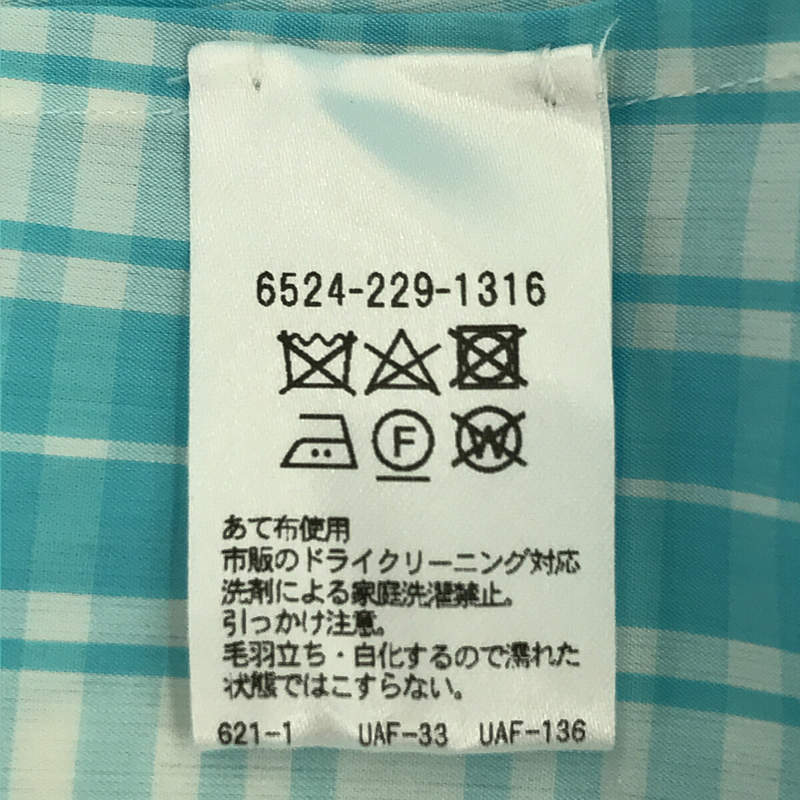 6524-229-1316
F W
あて布使用
市販のドライクリーニング対応
洗剤による家庭洗濯禁止。
引っかけ注意。
毛羽立ち・白化するので濡れた
状態ではこすらない。
621-1 UAF-33 UAF-136